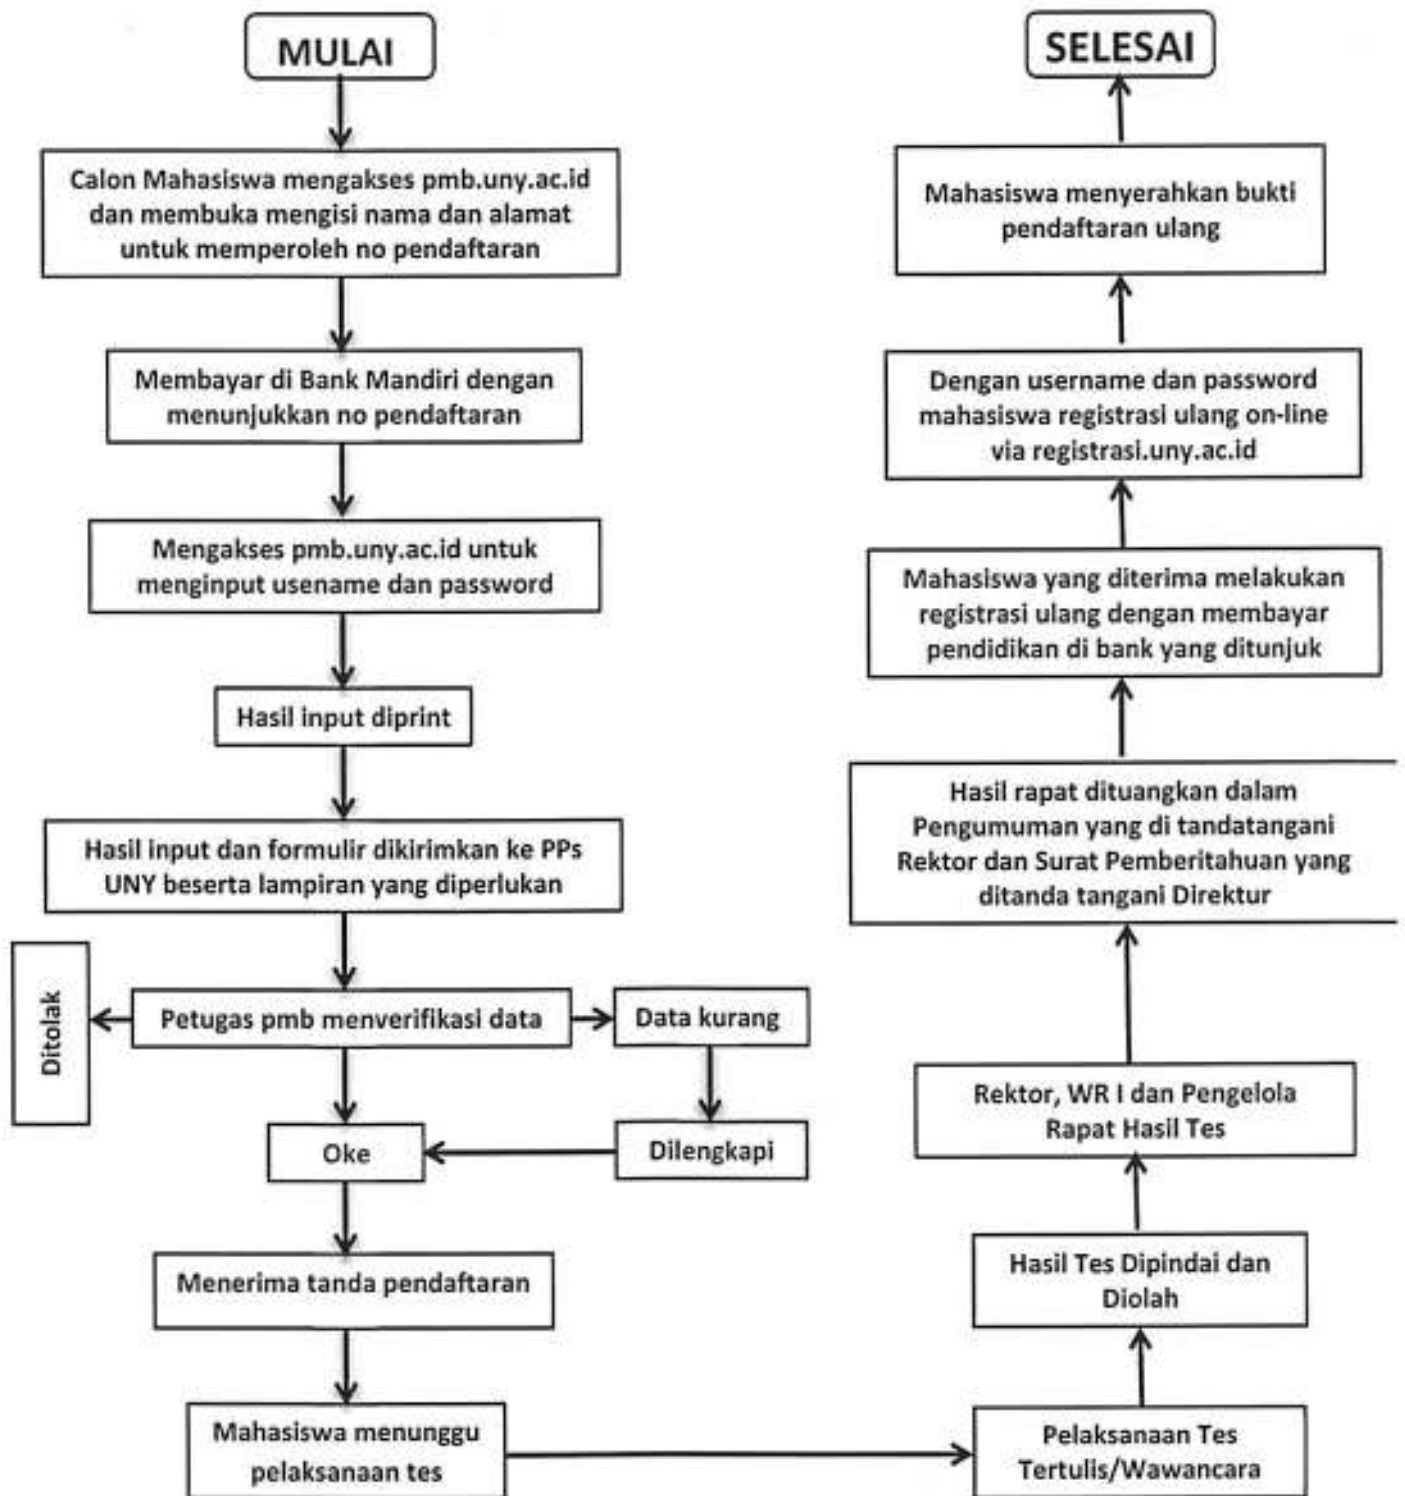 MULAI
Calon Mahasiswa mengakses pmb.uny.ac.id
dan membuka mengisi nama dan alamat
untuk memperoleh no pendaftaran
Membayar di Bank Mandiri dengan
menunjukkan no pendaftaran
Mengakses pmb.uny.ac.id untuk
menginput usename dan password
Hasil input diprint
Hasil input dan formulir dikirimkan ke PPs
UNY beserta lampiran yang diperlukan
Ditolak
Petugas pmb menverifikasi data
Data kurang
Oke
Dilengkapi
Menerima tanda pendaftaran
Mahasiswa menunggu
pelaksanaan tes
Pelaksanaan Tes
Tertulis/Wawancara
Hasil Tes Dipindai dan
Diolah
Rektor, WR I dan Pengelola
Rapat Hasil Tes
Hasil rapat dituangkan dalam
Pengumuman yang di tandatangani
Rektor dan Surat Pemberitahuan yang
ditanda tangani Direktur
Mahasiswa yang diterima melakukan
registrasi ulang dengan membayar
pendidikan di bank yang ditunjuk
Dengan username dan password
mahasiswa registrasi ulang on-line
via registrasi.uny.ac.id
Mahasiswa menyerahkan bukti
pendaftaran ulang
SELESAI